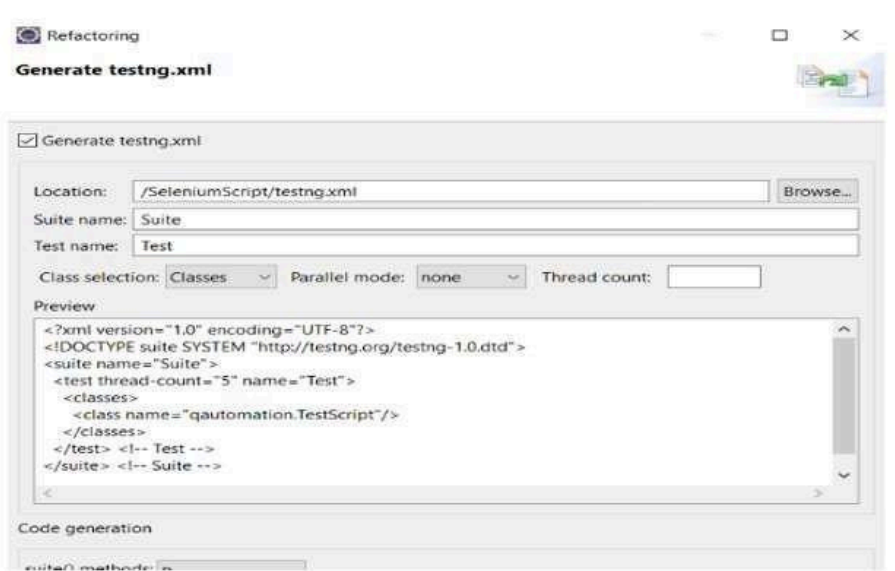 Refactoring
Generate testng.xml
Generate testng.xml
Location: /SeleniumScript/testng.xml Browse...
Suite name: Suite
Test name: Test
Class selection: Classes Parallel mode: none Thread count:
Preview
<?xml version="1.0" encoding="UTF-8"?>
<!DOCTYPE suite SYSTEM "http://testng.org/testng-1.0.dtd">
<suite name="Suite">
<test thread-count="5" name="Test">
<classes>
<class name="qautomation.TestScript"/>
</classes>
</test> <!-- Test -->
</suite> <!-- Suite -->
Code generation
suite() methods: